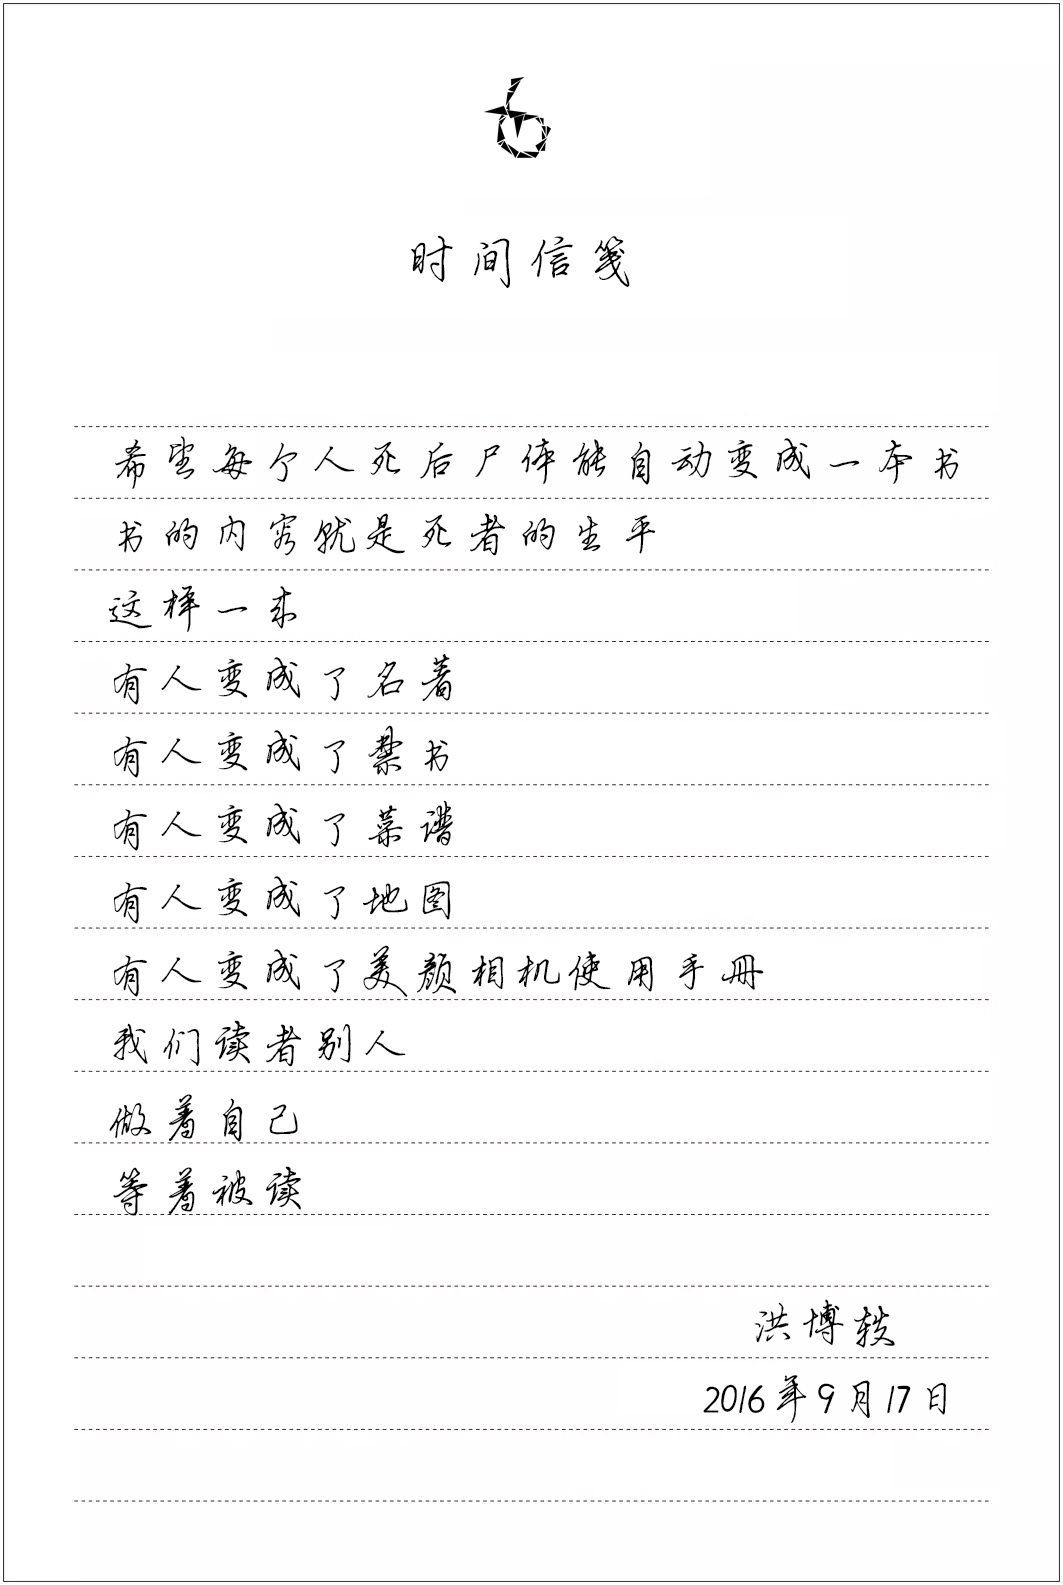 时间信笺
希望每个人死后尸体能自动变成一本书
书的内容就是死者的生平
这样一来
有人变成了名著
有人变成了禁书
有人变成了菜谱
有人变成了地图
有人变成了美颜相机使用手册
我们读者别人
做着自己
等着被读
洪博轶
2016年9月17日